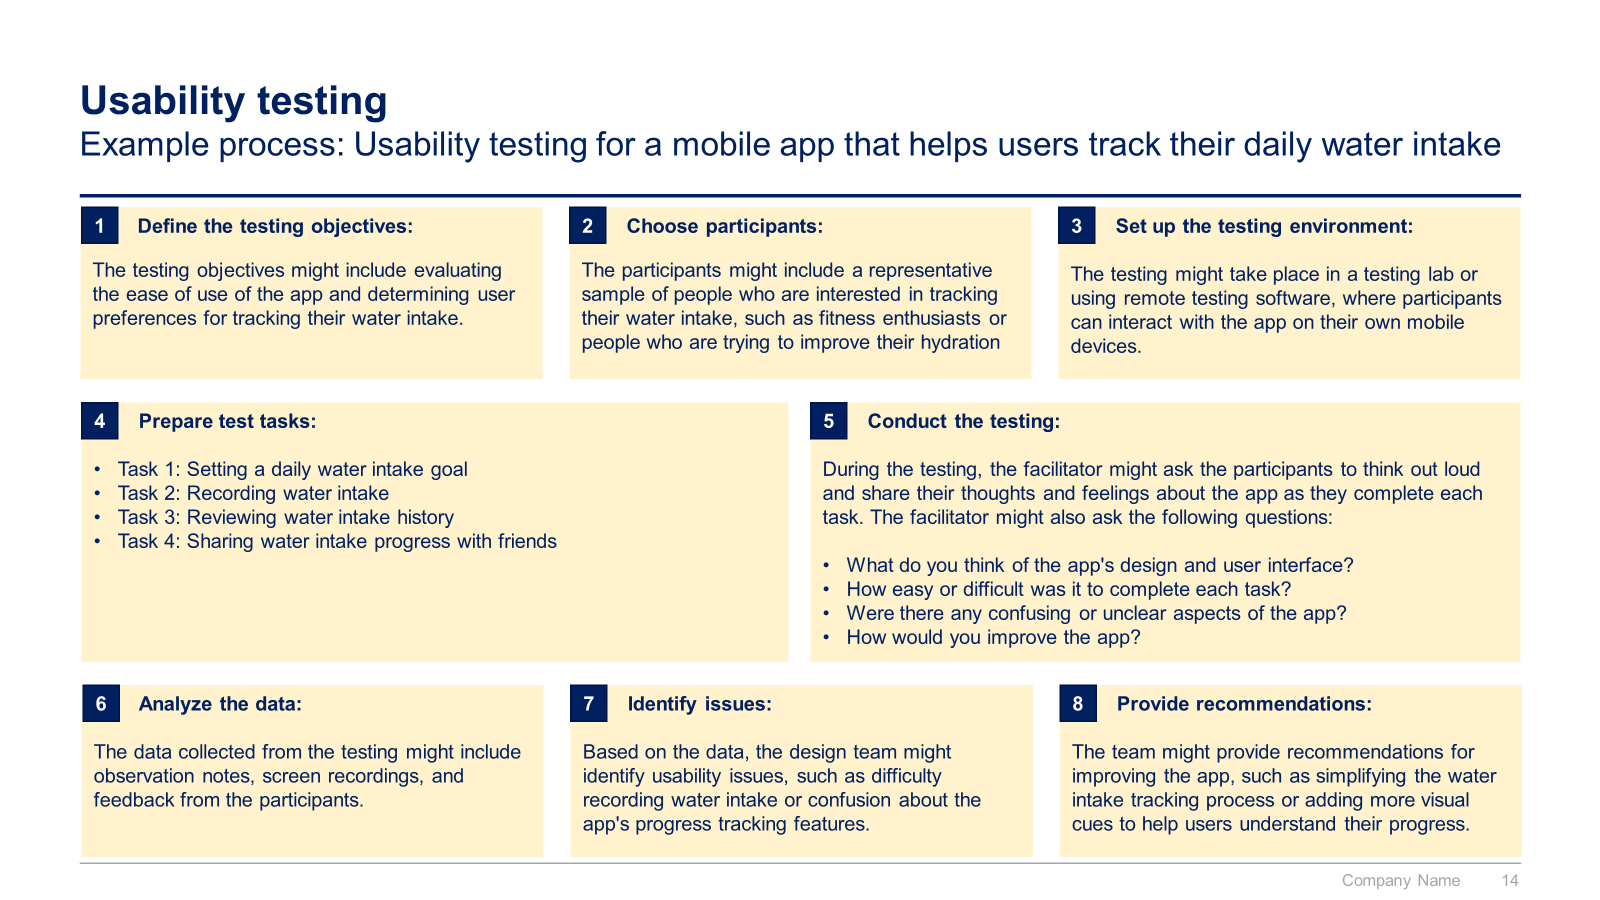 Usability testing
Example process: Usability testing for a mobile app that helps users track their daily water intake
1 Define the testing objectives:
The testing objectives might include evaluating
the ease of use of the app and determining user
preferences for tracking their water intake.
2 Choose participants:
The participants might include a representative
sample of people who are interested in tracking
their water intake, such as fitness enthusiasts or
people who are trying to improve their hydration
3 Set up the testing environment:
The testing might take place in a testing lab or
using remote testing software, where participants
can interact with the app on their own mobile
devices.
4 Prepare test tasks:
• Task 1: Setting a daily water intake goal
• Task 2: Recording water intake
• Task 3: Reviewing water intake history
• Task 4: Sharing water intake progress with friends
5 Conduct the testing:
During the testing, the facilitator might ask the participants to think out loud
and share their thoughts and feelings about the app as they complete each
task. The facilitator might also ask the following questions:
• What do you think of the app's design and user interface?
• How easy or difficult was it to complete each task?
• Were there any confusing or unclear aspects of the app?
• How would you improve the app?
6 Analyze the data:
The data collected from the testing might include
observation notes, screen recordings, and
feedback from the participants.
7 Identify issues:
Based on the data, the design team might
identify usability issues, such as difficulty
recording water intake or confusion about the
app's progress tracking features.
8 Provide recommendations:
The team might provide recommendations for
improving the app, such as simplifying the water
intake tracking process or adding more visual
cues to help users understand their progress.
Company Name 14